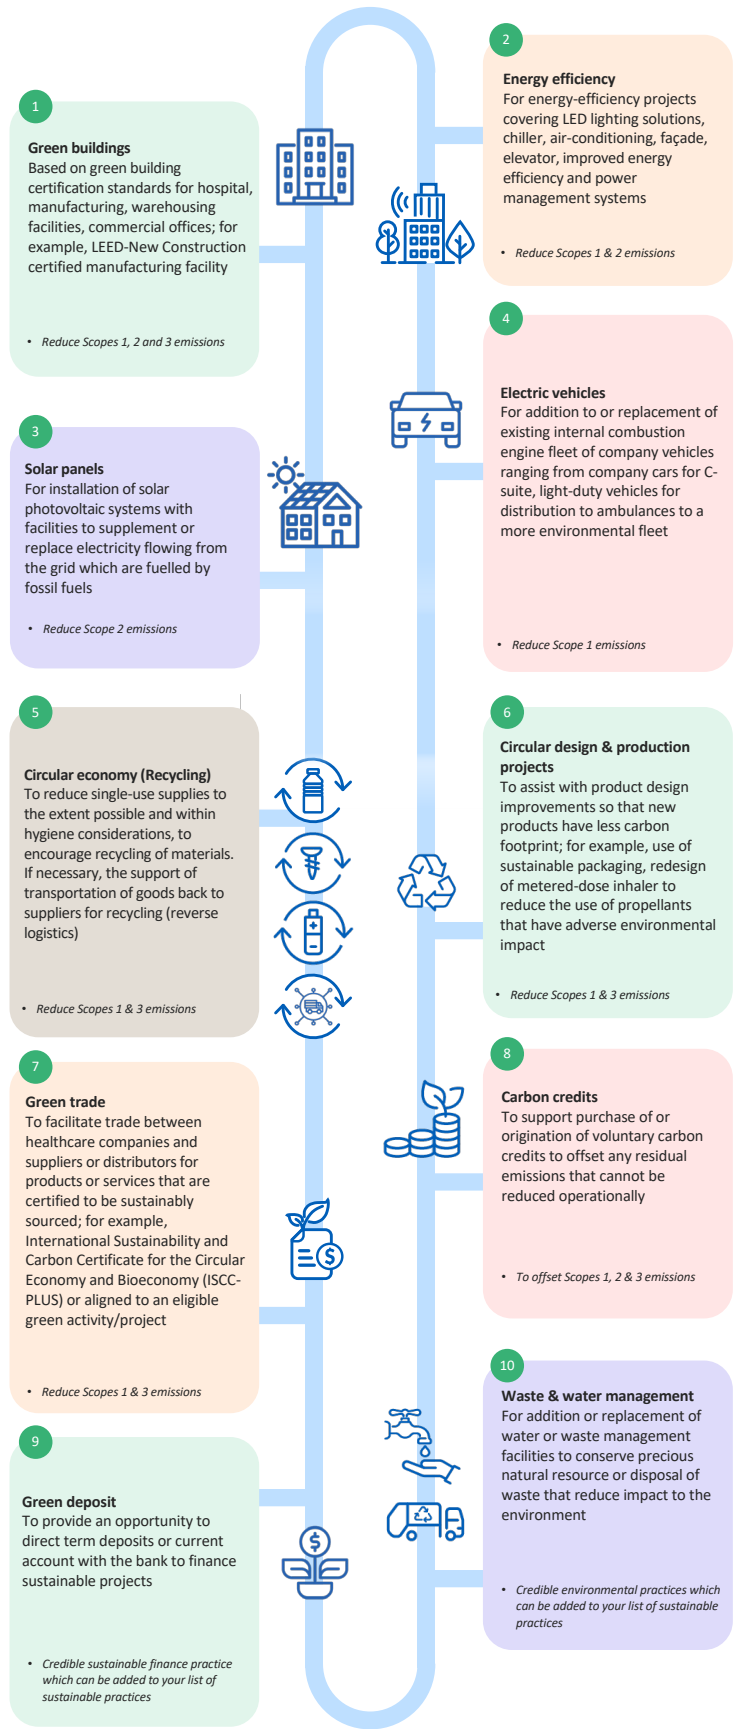 1
Green buildings
Based on green building
certification standards for hospital,
manufacturing, warehousing
facilities, commercial offices; for
example, LEED-New Construction
certified manufacturing facility
• Reduce Scopes 1, 2 and 3 emissions
2
Energy efficiency
For energy-efficiency projects
covering LED lighting solutions,
chiller, air-conditioning, façade,
elevator, improved energy
efficiency and power
management systems
• Reduce Scopes 1 & 2 emissions
3
Solar panels
For installation of solar
photovoltaic systems with
facilities to supplement or
replace electricity flowing from
the grid which are fuelled by
fossil fuels
• Reduce Scope 2 emissions
4
Electric vehicles
For addition to or replacement of
existing internal combustion
engine fleet of company vehicles
ranging from company cars for C-
suite, light-duty vehicles for
distribution to ambulances to a
more environmental fleet
• Reduce Scope 1 emissions
5
Circular economy (Recycling)
To reduce single-use supplies to
the extent possible and within
hygiene considerations, to
encourage recycling of materials.
If necessary, the support of
transportation of goods back to
suppliers for recycling (reverse
logistics)
• Reduce Scopes 1 & 3 emissions
6
Circular design & production
projects
To assist with product design
improvements so that new
products have less carbon
footprint; for example, use of
sustainable packaging, redesign
of metered-dose inhaler to
reduce the use of propellants
that have adverse environmental
impact
• Reduce Scopes 1 & 3 emissions
7
Green trade
To facilitate trade between
healthcare companies and
suppliers or distributors for
products or services that are
certified to be sustainably
sourced; for example,
International Sustainability and
Carbon Certificate for the Circular
Economy and Bioeconomy (ISCC-
PLUS) or aligned to an eligible
green activity/project
• Reduce Scopes 1 & 3 emissions
8
Carbon credits
To support purchase of or
origination of voluntary carbon
credits to offset any residual
emissions that cannot be
reduced operationally
• To offset Scopes 1, 2 & 3 emissions
$
9
Green deposit
To provide an opportunity to
direct term deposits or current
account with the bank to finance
sustainable projects
• Credible sustainable finance practice
which can be added to your list of
sustainable practices
$
10
Waste & water management
For addition or replacement of
water or waste management
facilities to conserve precious
natural resource or disposal of
waste that reduce impact to the
environment
• Credible environmental practices which
can be added to your list of sustainable
practices